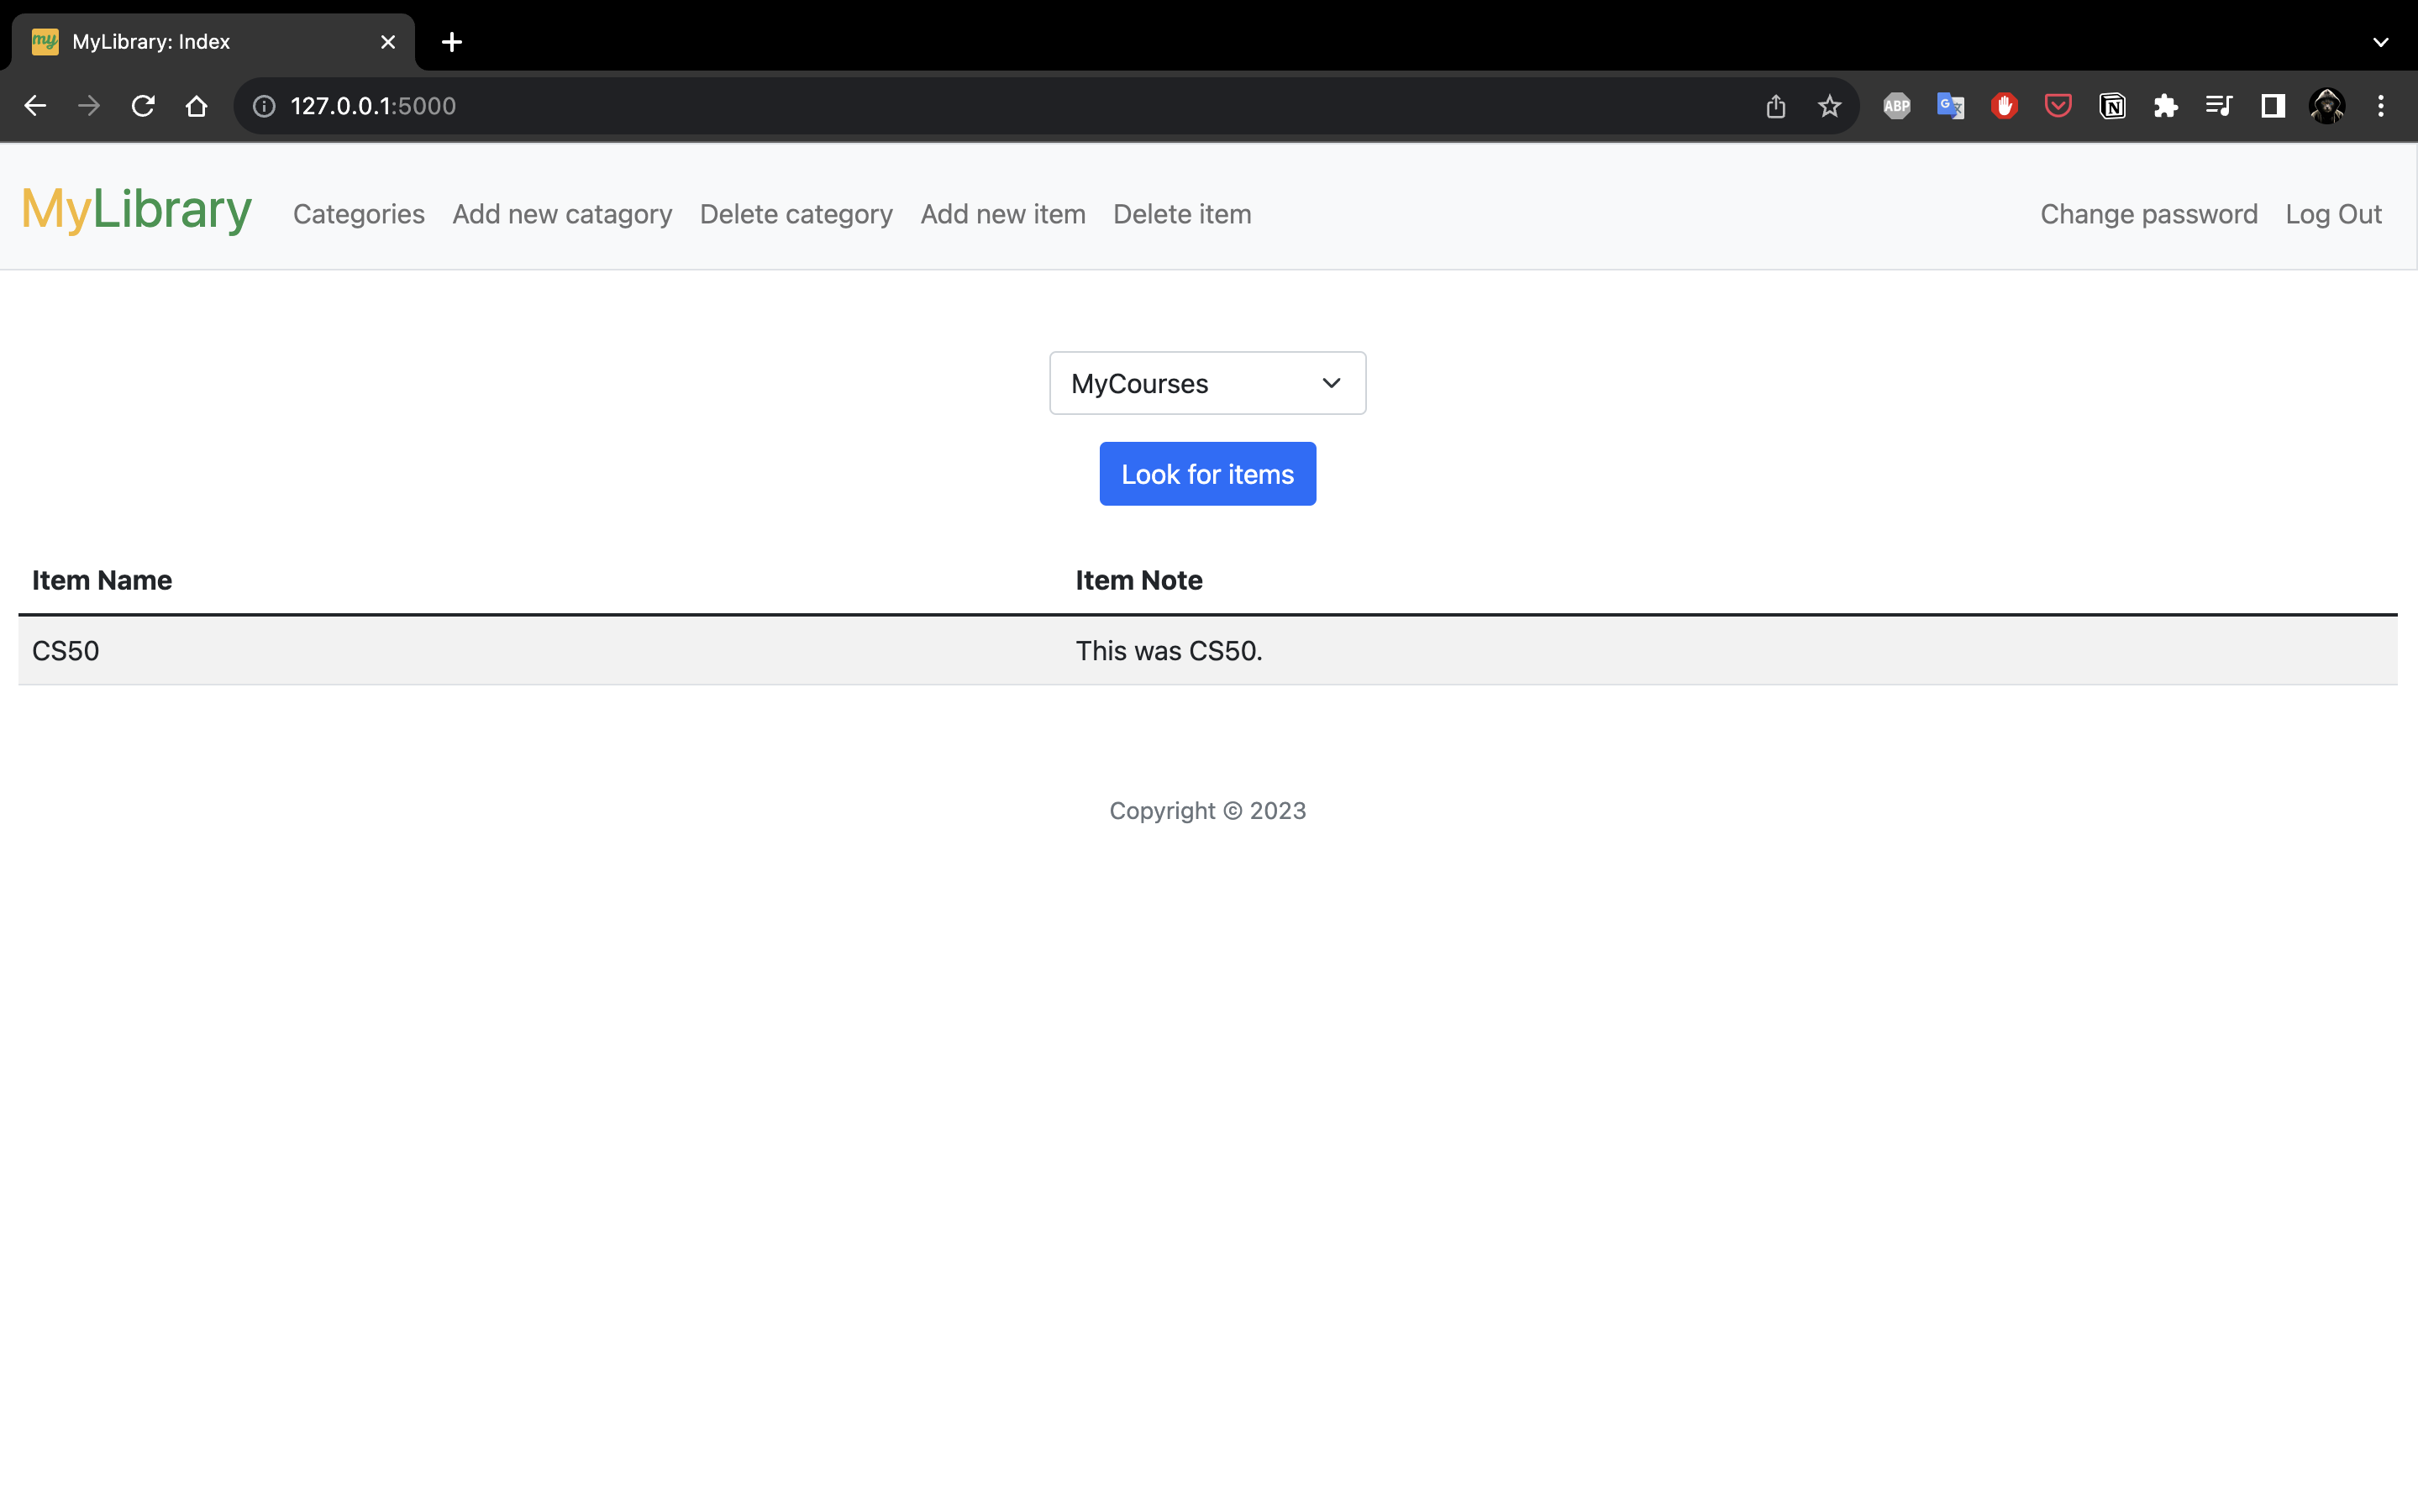 my MyLibrary: Index
127.0.0.1:5000 ABP G N
MyLibrary Categories Add new catagory Delete category Add new item Delete item Change password Log Out
MyCourses
Look for items
Item Name Item Note
CS50 This was CS50.
Copyright © 2023